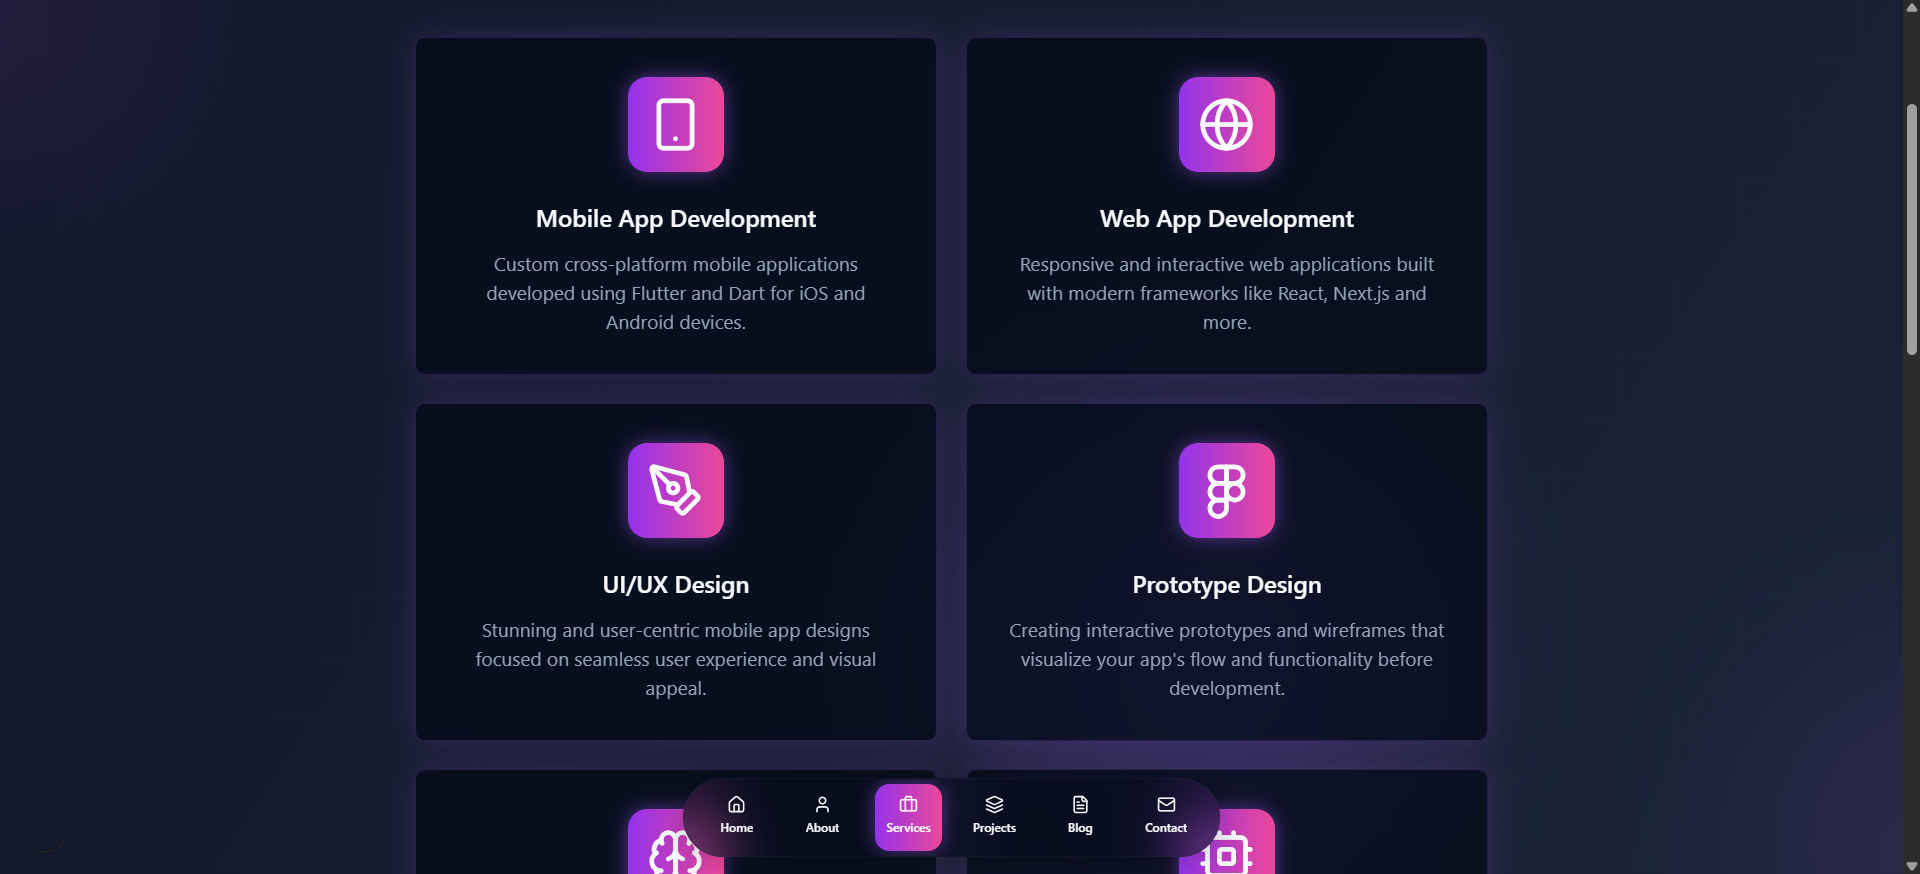 Mobile App Development
Custom cross-platform mobile applications
developed using Flutter and Dart for iOS and
Android devices.
Web App Development
Responsive and interactive web applications built
with modern frameworks like React, Next.js and
more.
UI/UX Design
Stunning and user-centric mobile app designs
focused on seamless user experience and visual
appeal.
Prototype Design
Creating interactive prototypes and wireframes that
visualize your app's flow and functionality before
development.
Home About Services Projects Blog Contact